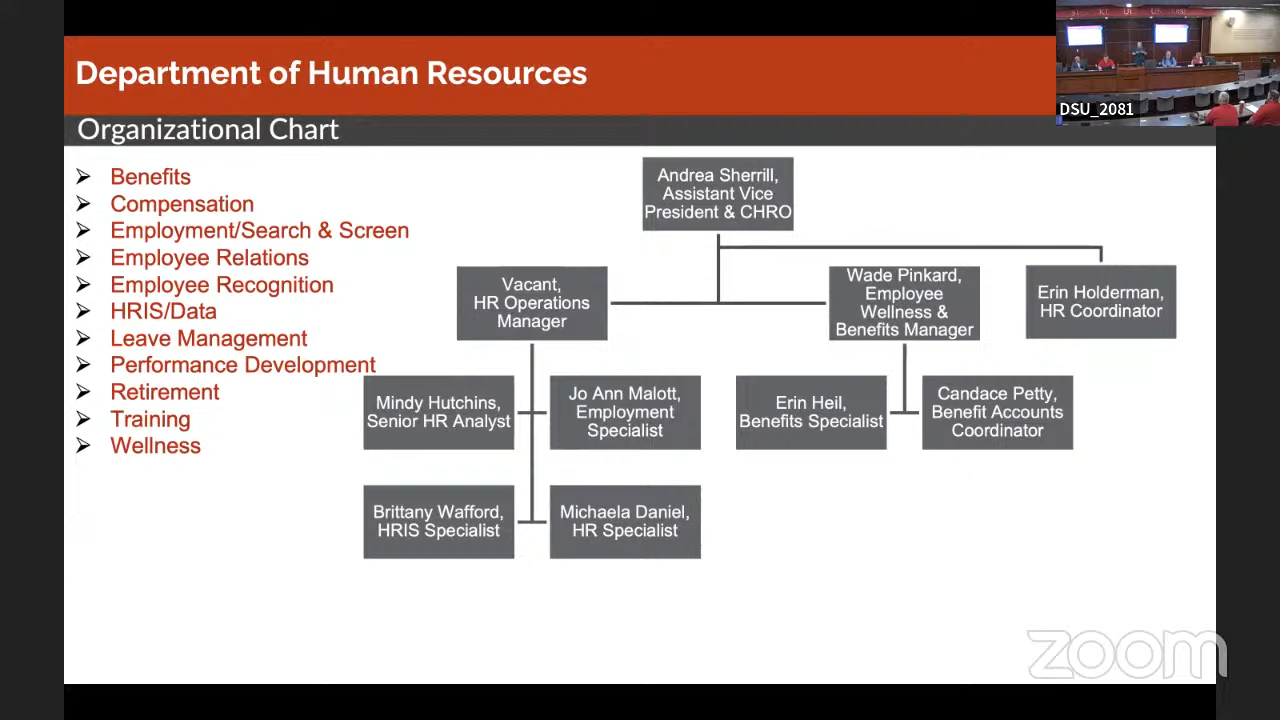 Department of Human Resources
Organizational Chart
DSU_2081
Benefits
Compensation
Employment/Search & Screen
Employee Relations
Employee Recognition
HRIS/Data
Leave Management
Performance Development
Retirement
Training
Wellness
Andrea Sherrill,
Assistant Vice
President & CHRO
Vacant,
HR Operations
Manager
Wade Pinkard,
Employee
Wellness &
Benefits Manager
Erin Holderman,
HR Coordinator
Mindy Hutchins,
Senior HR Analyst
Jo Ann Malott,
Employment
Specialist
Erin Heil,
Benefits Specialist
Candace Petty,
Benefit Accounts
Coordinator
Brittany Wafford,
HRIS Specialist
Michaela Daniel,
HR Specialist
zoom